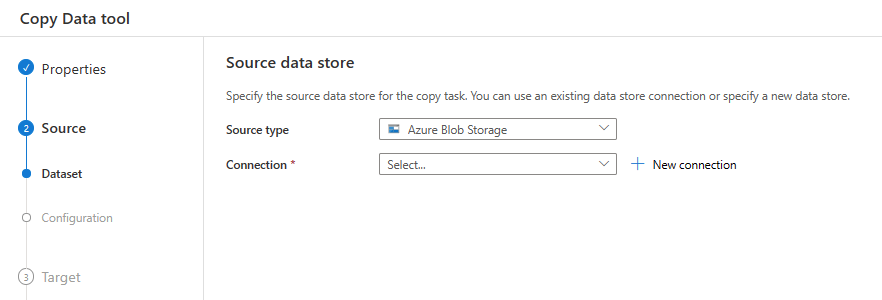 Copy Data tool
Properties
2 Source
Dataset
Configuration
3 Target
Source data store
Specify the source data store for the copy task. You can use an existing data store connection or specify a new data store.
Source type Azure Blob Storage
Connection * Select... + New connection